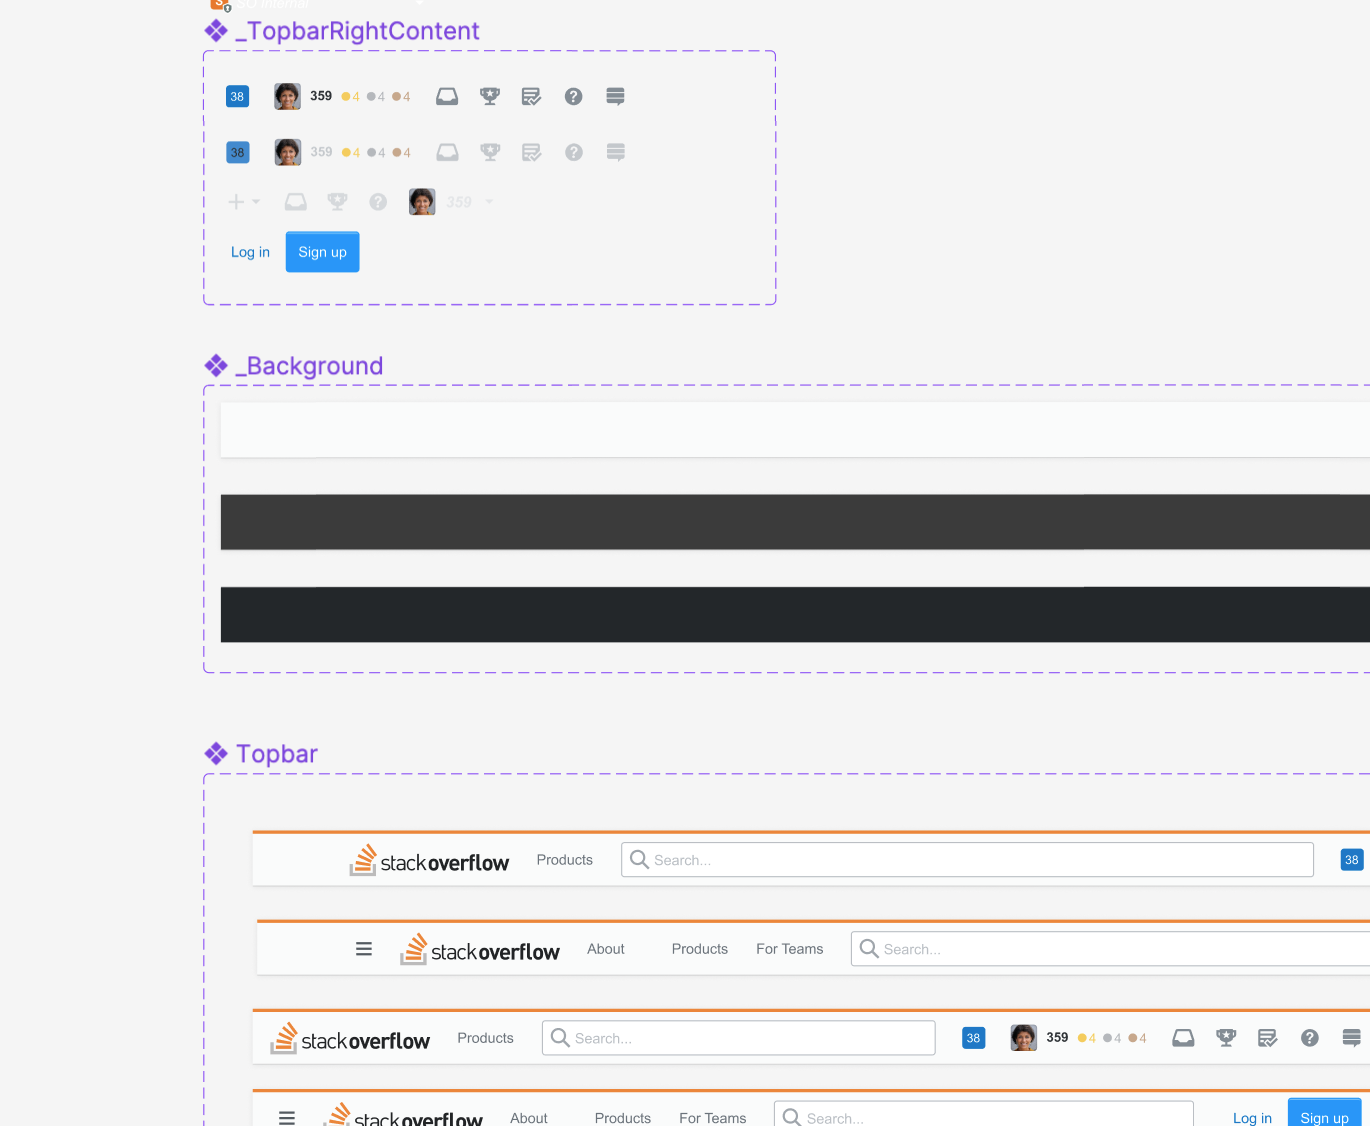 SO Internal
_TopbarRightContent
38 359 4 4 4
38 359 4 4 4
359
Log in Sign up
_Background
Topbar
stackoverflow Products Search... 38
stackoverflow About Products For Teams Search...
stackoverflow Products Search... 38 359 4 4 4
stackoverflow About Products For Teams Search... Log in Sign up